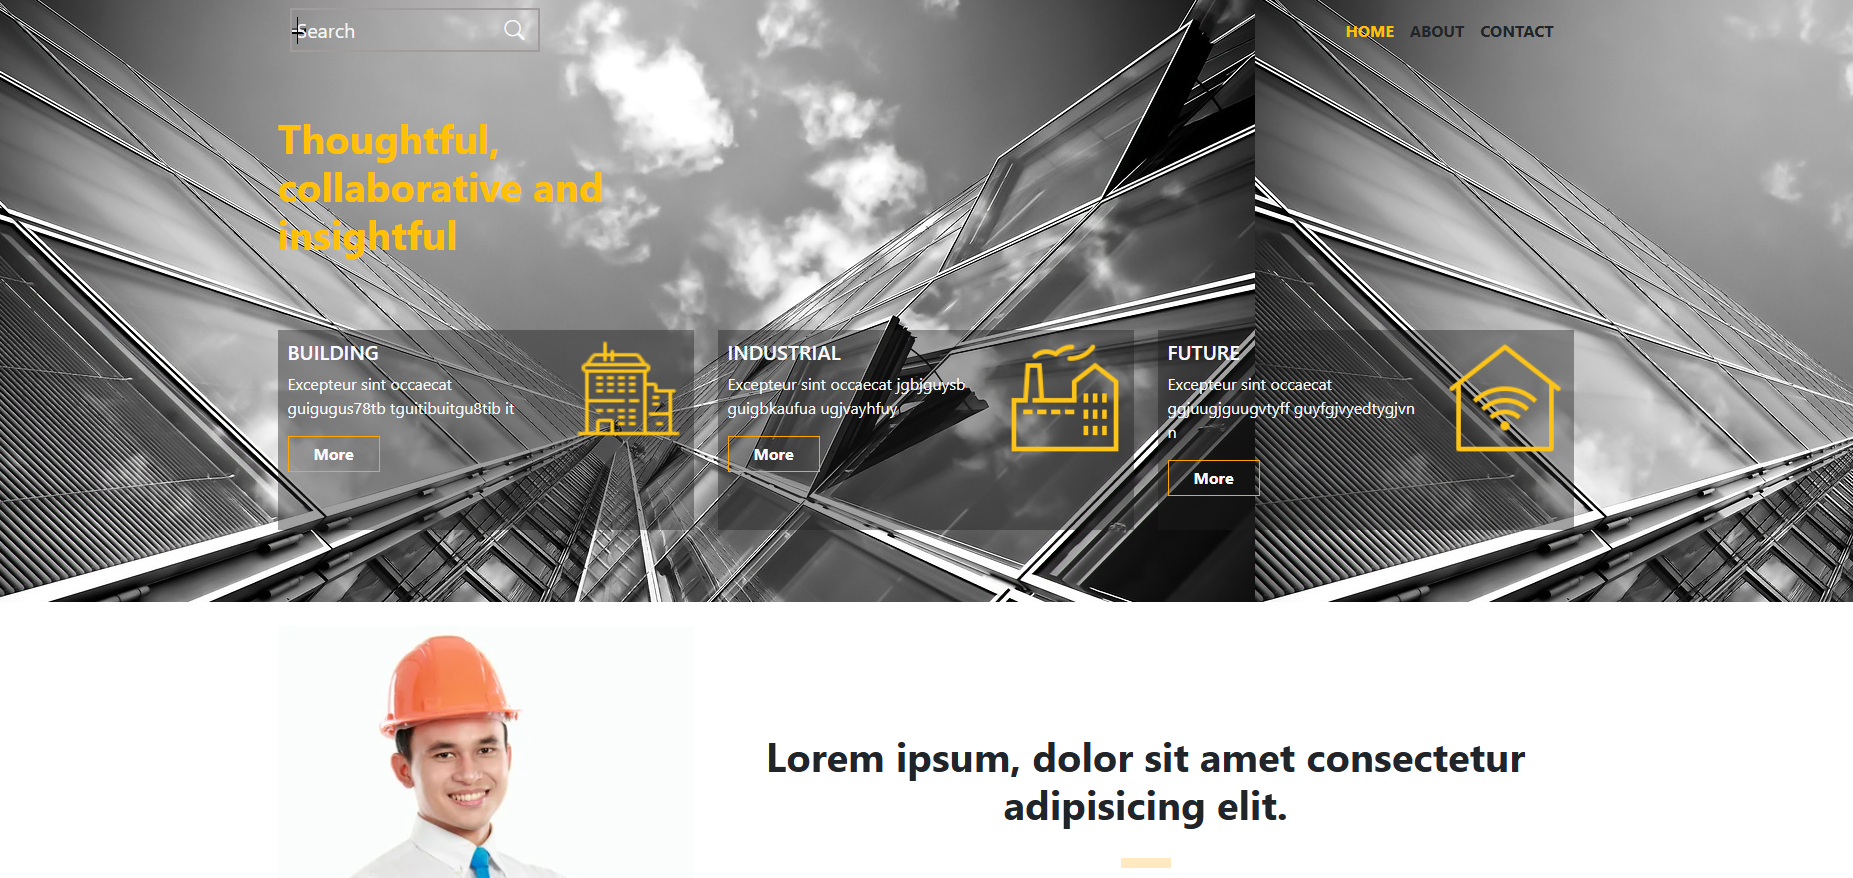 Search
HOME ABOUT CONTACT
Thoughtful,
collaborative and
insightful
BUILDING
Excepteur sint occaecat
guigugus78tb tguitibuitgu8tib it
More
INDUSTRIAL
Excepteur sint occaecat jgbjguysb
guigbkaufua ugjvayhfuy
More
FUTURE
Excepteur sint occaecat
ggjuugjguugvtyff guyfgjvyedtygjvn
n
More
Lorem ipsum, dolor sit amet consectetur
adipisicing elit.